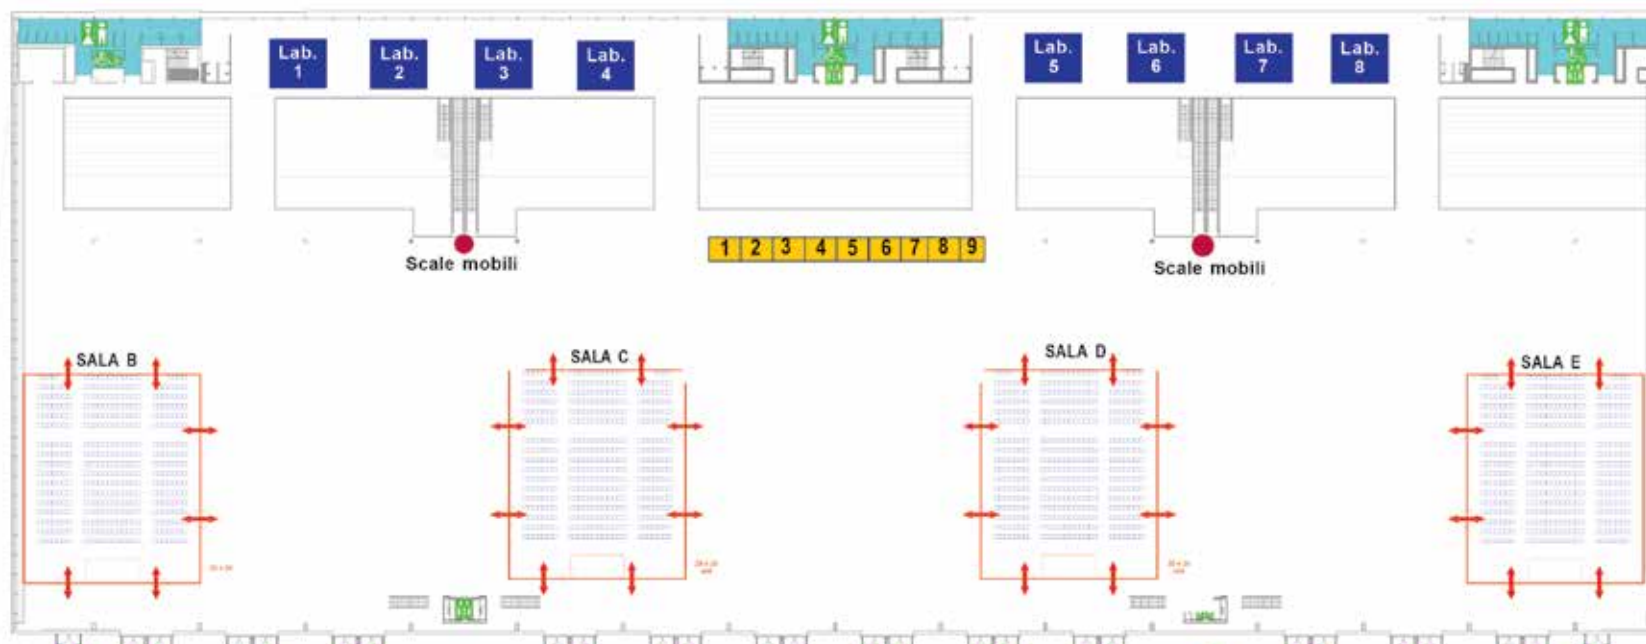 Lab. 1
Lab. 2
Lab. 3
Lab. 4
Lab. 5
Lab. 6
Lab. 7
Lab. 8
1 2 3 4 5 6 7 8 9
Scale mobili
Scale mobili
SALA B
SALA C
SALA D
SALA E